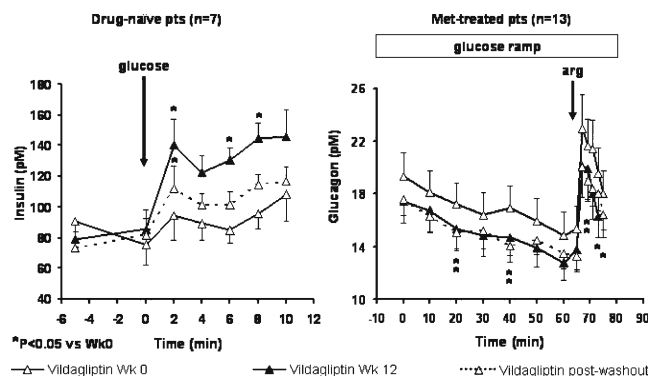 Drug-naïve pts (n=7)
Met-treated pts (n=13)
glucose ramp
glucose
arg
Insulin (pM)
180
160
140
120
100
80
60
40
-6 -4 -2 0 2 4 6 8 10 12
Time (min)
*P<0.05 vs Wk0
Glucagon (pM)
26
22
18
14
10
-10 0 10 20 30 40 50 60 70 80 90
Time (min)
* * * * * * * * * * *
Vildagliptin Wk 0
Vildagliptin Wk 12
Vildagliptin post-washout